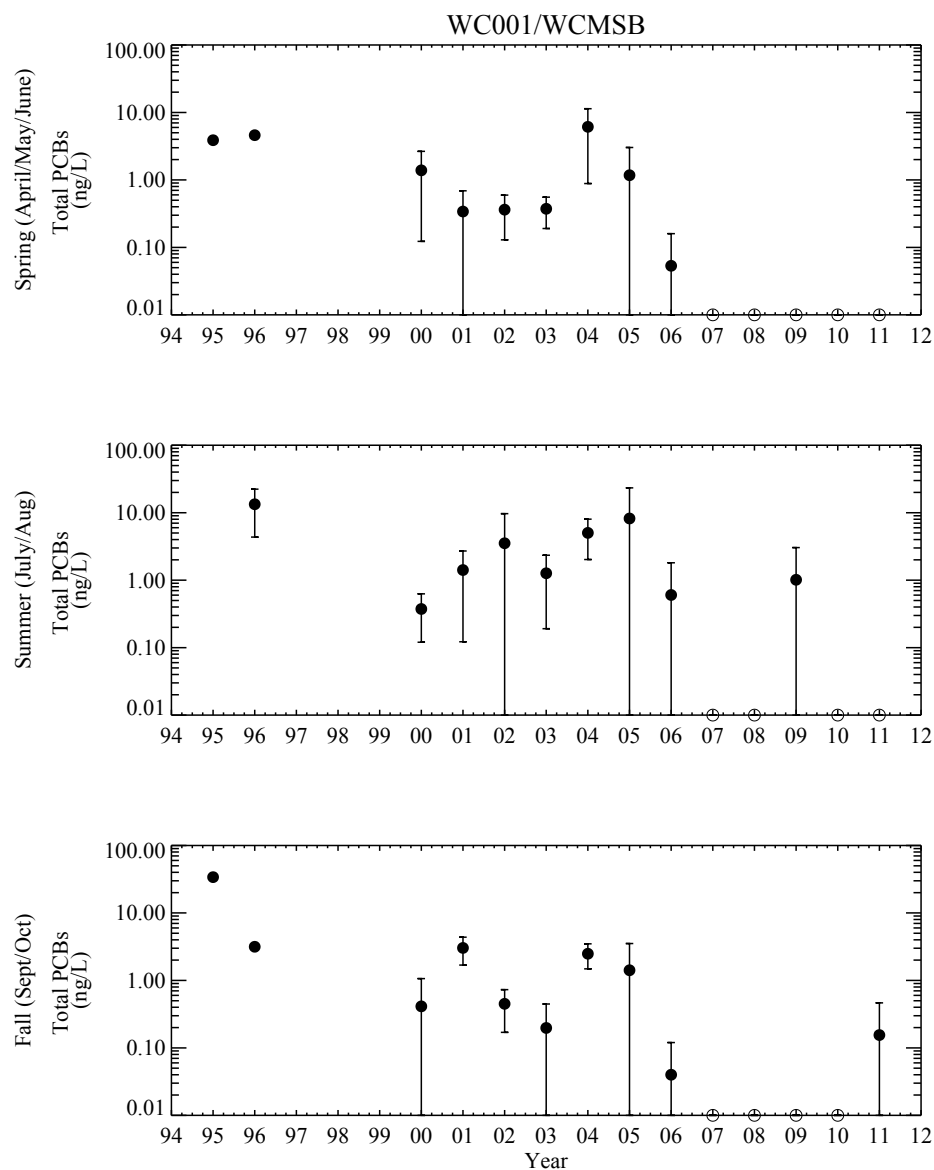 WC001/WCMSB
Spring (April/May/June)
Total PCBs
(ng/L)
100.00
10.00
1.00
0.10
0.01
94 95 96 97 98 99 00 01 02 03 04 05 06 07 08 09 10 11 12
Summer (July/Aug)
Total PCBs
(ng/L)
100.00
10.00
1.00
0.10
0.01
94 95 96 97 98 99 00 01 02 03 04 05 06 07 08 09 10 11 12
Fall (Sept/Oct)
Total PCBs
(ng/L)
100.00
10.00
1.00
0.10
0.01
94 95 96 97 98 99 00 01 02 03 04 05 06 07 08 09 10 11 12
Year